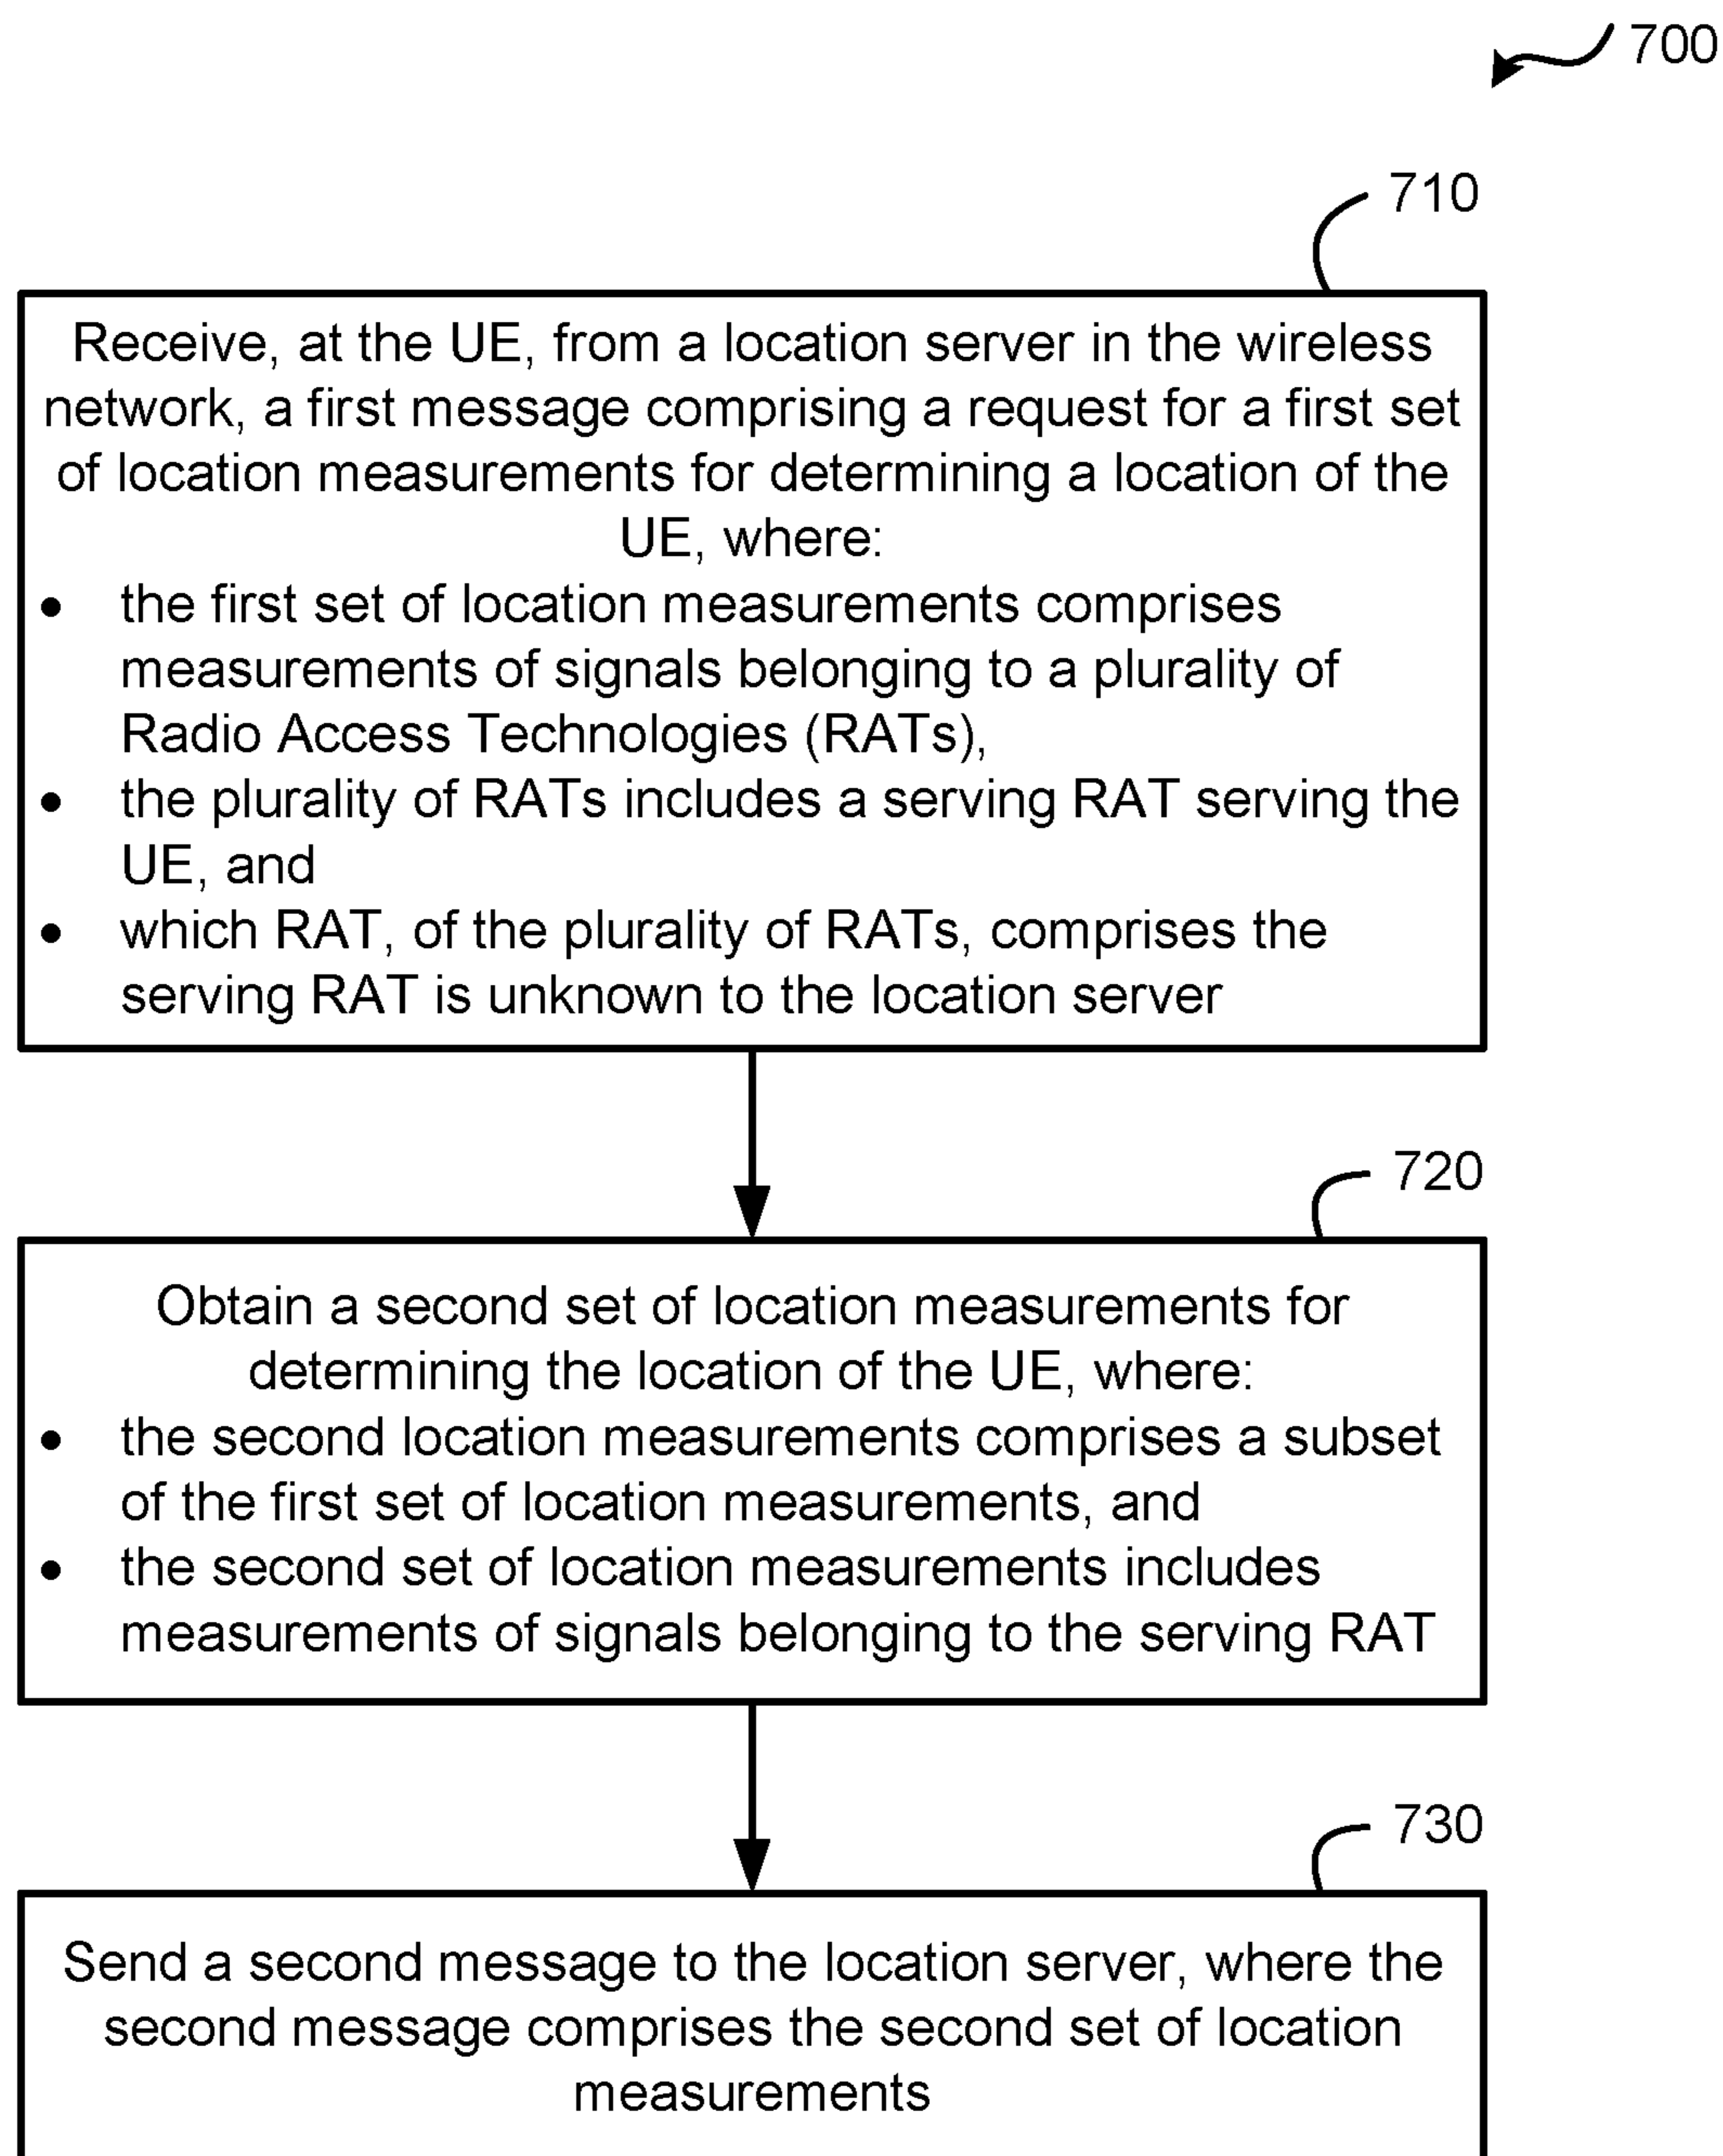 700
710
Receive, at the UE, from a location server in the wireless
network, a first message comprising a request for a first set
of location measurements for determining a location of the
UE, where:
• the first set of location measurements comprises
measurements of signals belonging to a plurality of
Radio Access Technologies (RATs),
• the plurality of RATs includes a serving RAT serving the
UE, and
• which RAT, of the plurality of RATs, comprises the
serving RAT is unknown to the location server
720
Obtain a second set of location measurements for
determining the location of the UE, where:
• the second location measurements comprises a subset
of the first set of location measurements, and
• the second set of location measurements includes
measurements of signals belonging to the serving RAT
730
Send a second message to the location server, where the
second message comprises the second set of location
measurements